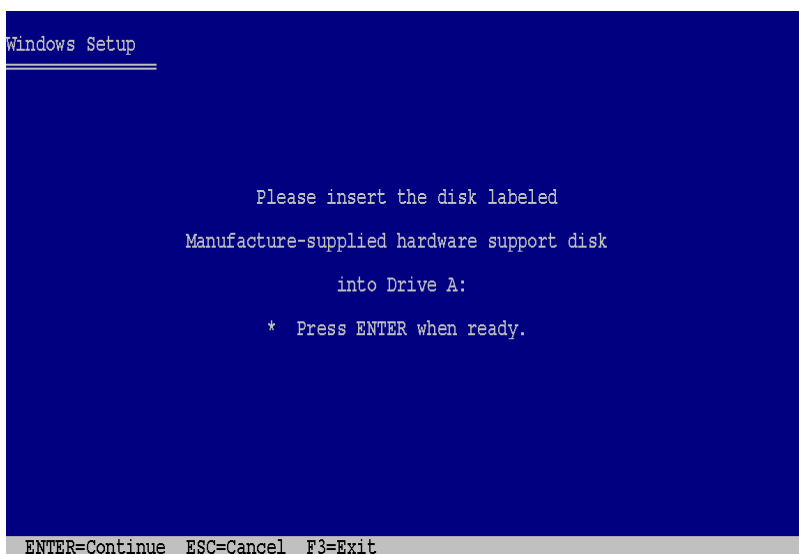 Windows Setup
Please insert the disk labeled
Manufacture-supplied hardware support disk
into Drive A:
* Press ENTER when ready.
ENTER=Continue ESC=Cancel F3=Exit